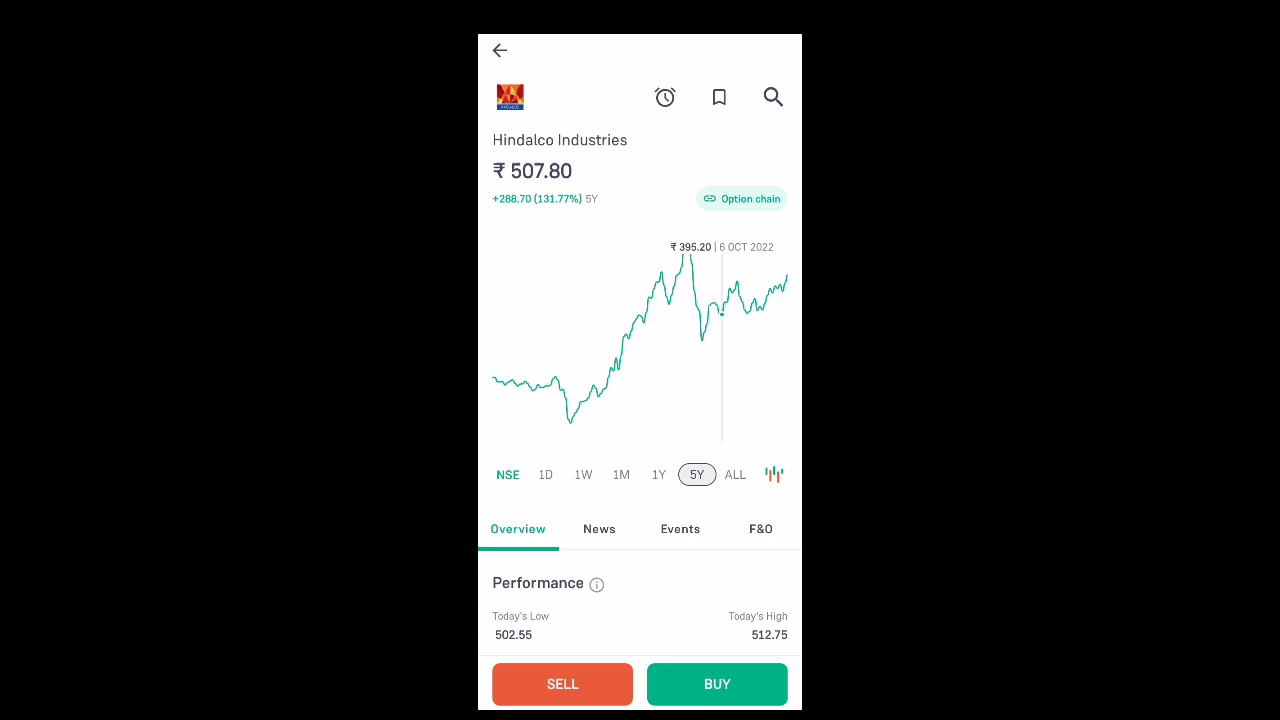 HINDALCO
Hindalco Industries
₹ 507.80
+288.70 (131.77%) 5Y
Option chain
₹ 395.20 | 6 OCT 2022
NSE 1D 1W 1M 1Y 5Y ALL
Overview News Events F&O
Performance
Today's Low Today's High
502.55 512.75
SELL BUY